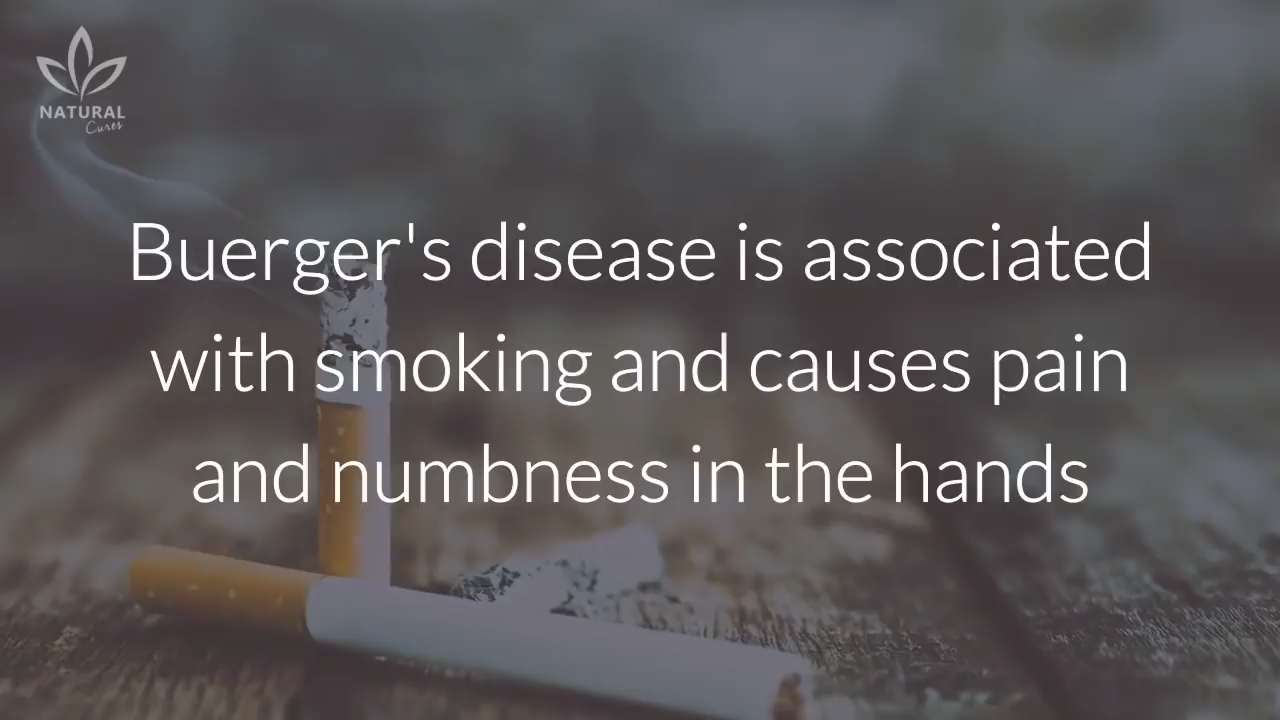 NATURAL
Cures
Buerger's disease is associated
with smoking and causes pain
and numbness in the hands